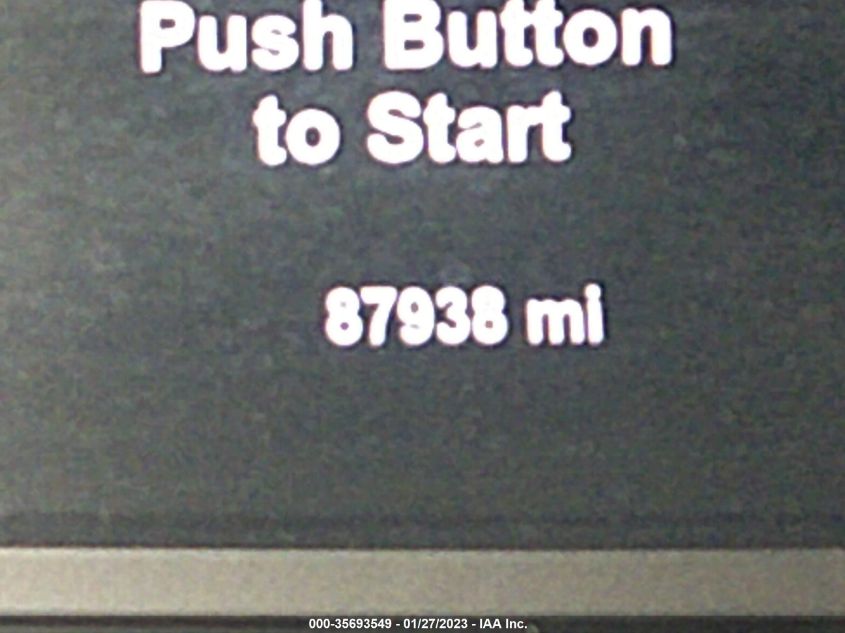 Push Button
to Start
87938 mi
000-35693549 - 01/27/2023 - IAA Inc.